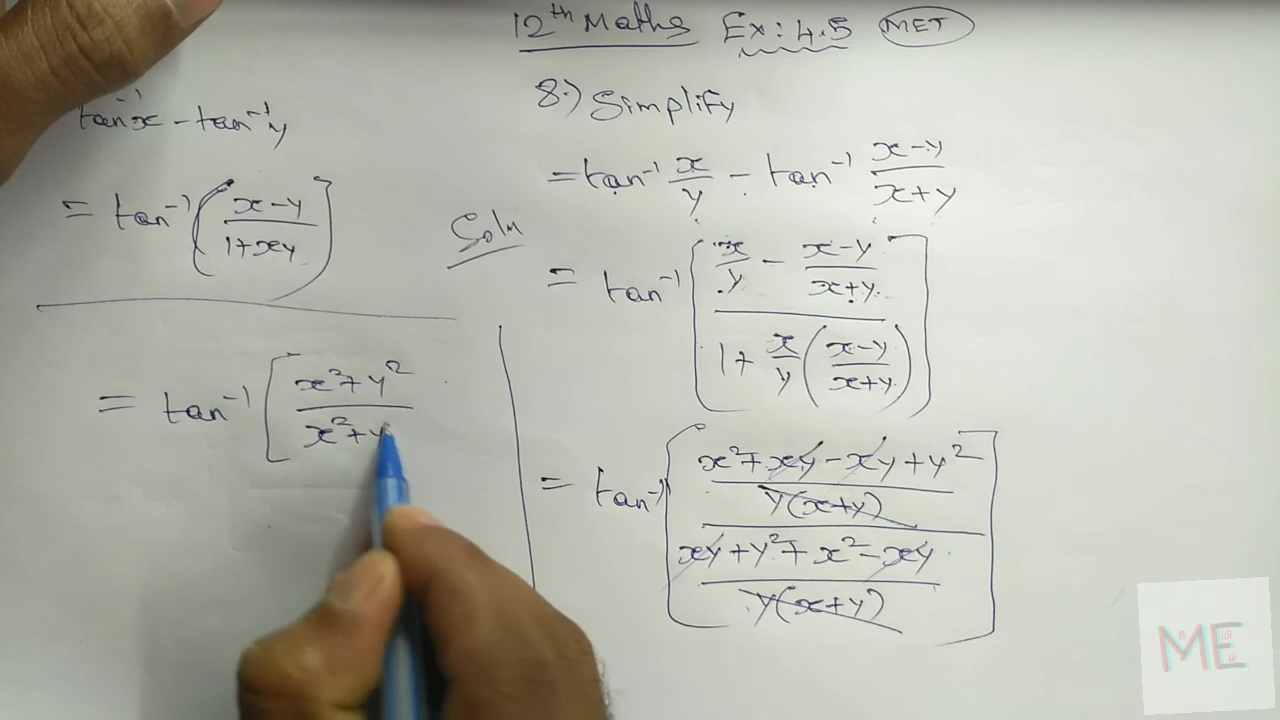 12th Maths Ex: 4.5 MET
8.) Simplify
= tan⁻¹ x/y - tan⁻¹ (x-y)/(x+y)
Soln
= tan⁻¹ [(x/y - (x-y)/(x+y)) / (1 + x/y ((x-y)/(x+y)))]
= tan⁻¹ [((x² + xy - xy + y²) / (y(x+y))) / ((xy + y² + x² - xy) / (y(x+y)))]
tan⁻¹x - tan⁻¹y
= tan⁻¹ ((x-y)/(1+xy)]
= tan⁻¹ [(x² + y²)/(x² + y
ME